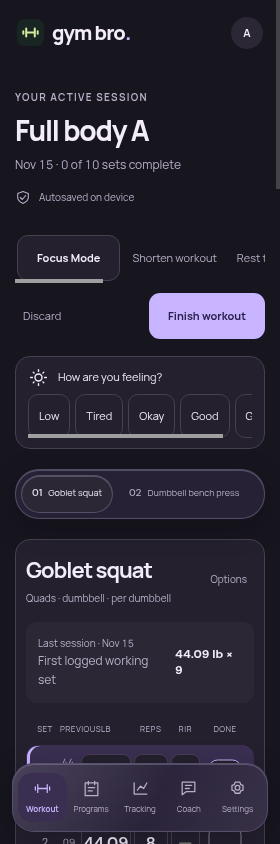 gym bro.
A
YOUR ACTIVE SESSION
Full body A
Nov 15 · 0 of 10 sets complete
Autosaved on device
Focus Mode
Shorten workout
Rest t
Discard
Finish workout
How are you feeling?
Low
Tired
Okay
Good
G
01 Goblet squat
02 Dumbbell bench press
Goblet squat
Options
Quads · dumbbell · per dumbbell
Last session · Nov 15
First logged working
set
44.09 lb ×
9
SET PREVIOUS LB REPS RIR DONE
Workout
Programs
Tracking
Coach
Settings
2 09 44.09 8 —